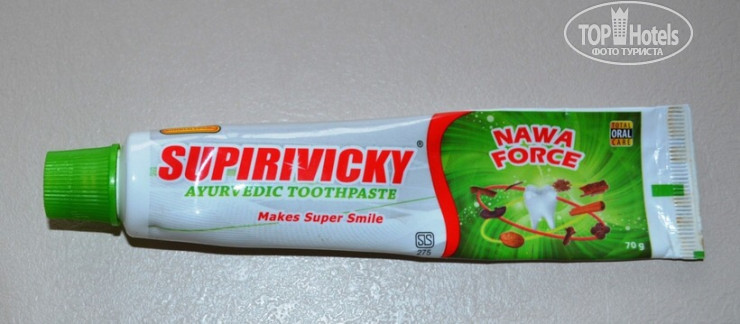 TOP Hotels
ФОТО ТУРИСТА
SUPIRIVICKY®
AYURVEDIC TOOTHPASTE
Makes Super Smile
SLS
275
NAWA
FORCE
TOTAL
ORAL
CARE
70 g